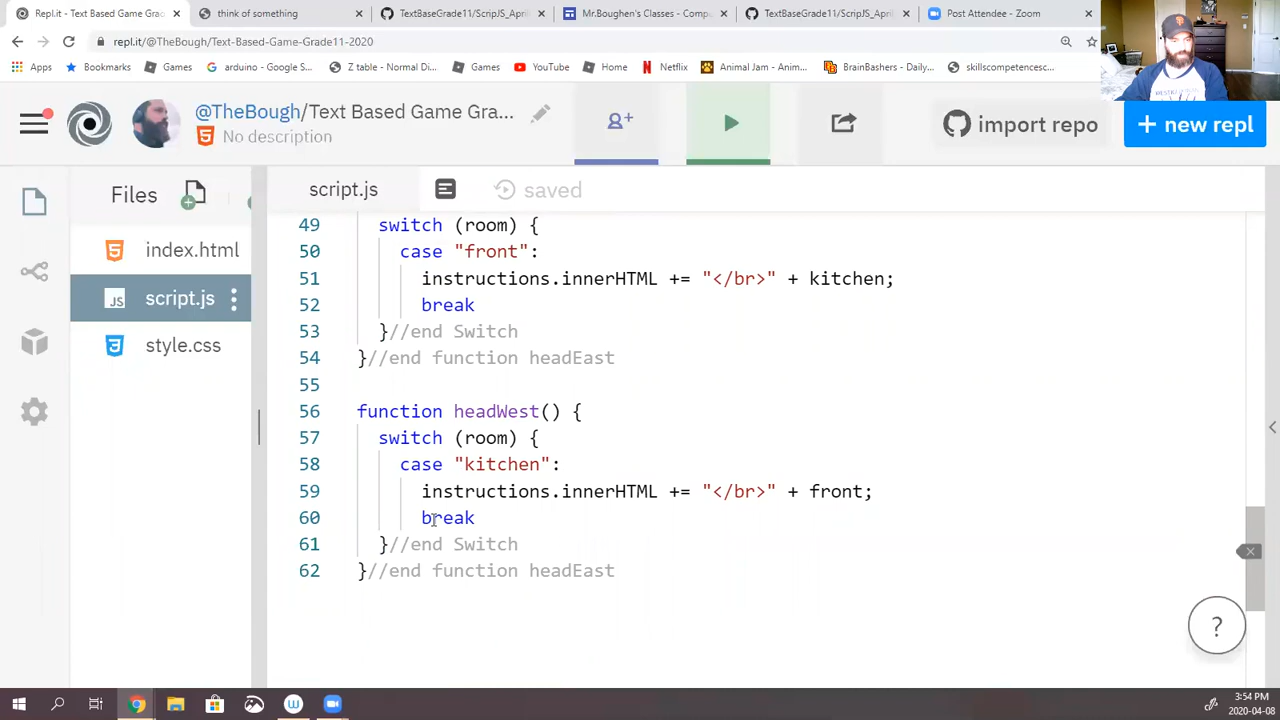 Repl.it - Text Based Game Grao
think of something
TextBaseGrade11/ScripJS_April
Mr.Boughen's Classes - Comput
TextBaseGrade11/ScripJS_April
Post Attendee - Zoom
repl.it/@TheBough/Text-Based-Game-Grade11-2020
Apps
Bookmarks
Games
arduino - Google S...
Z table - Normal Di...
Games
YouTube
Home
Netflix
Animal Jam - Anim...
BrainBashers - Daily...
skillscompetencesc...
@TheBough/Text Based Game Gra...
No description
import repo
+ new repl
Files
script.js
saved
index.html
script.js
style.css
49 switch (room) {
50 case "front":
51 instructions.innerHTML += "</br>" + kitchen;
52 break
53 }//end Switch
54 }//end function headEast
55
56 function headWest() {
57 switch (room) {
58 case "kitchen":
59 instructions.innerHTML += "</br>" + front;
60 break
61 }//end Switch
62 }//end function headEast
?
3:54 PM
2020-04-08